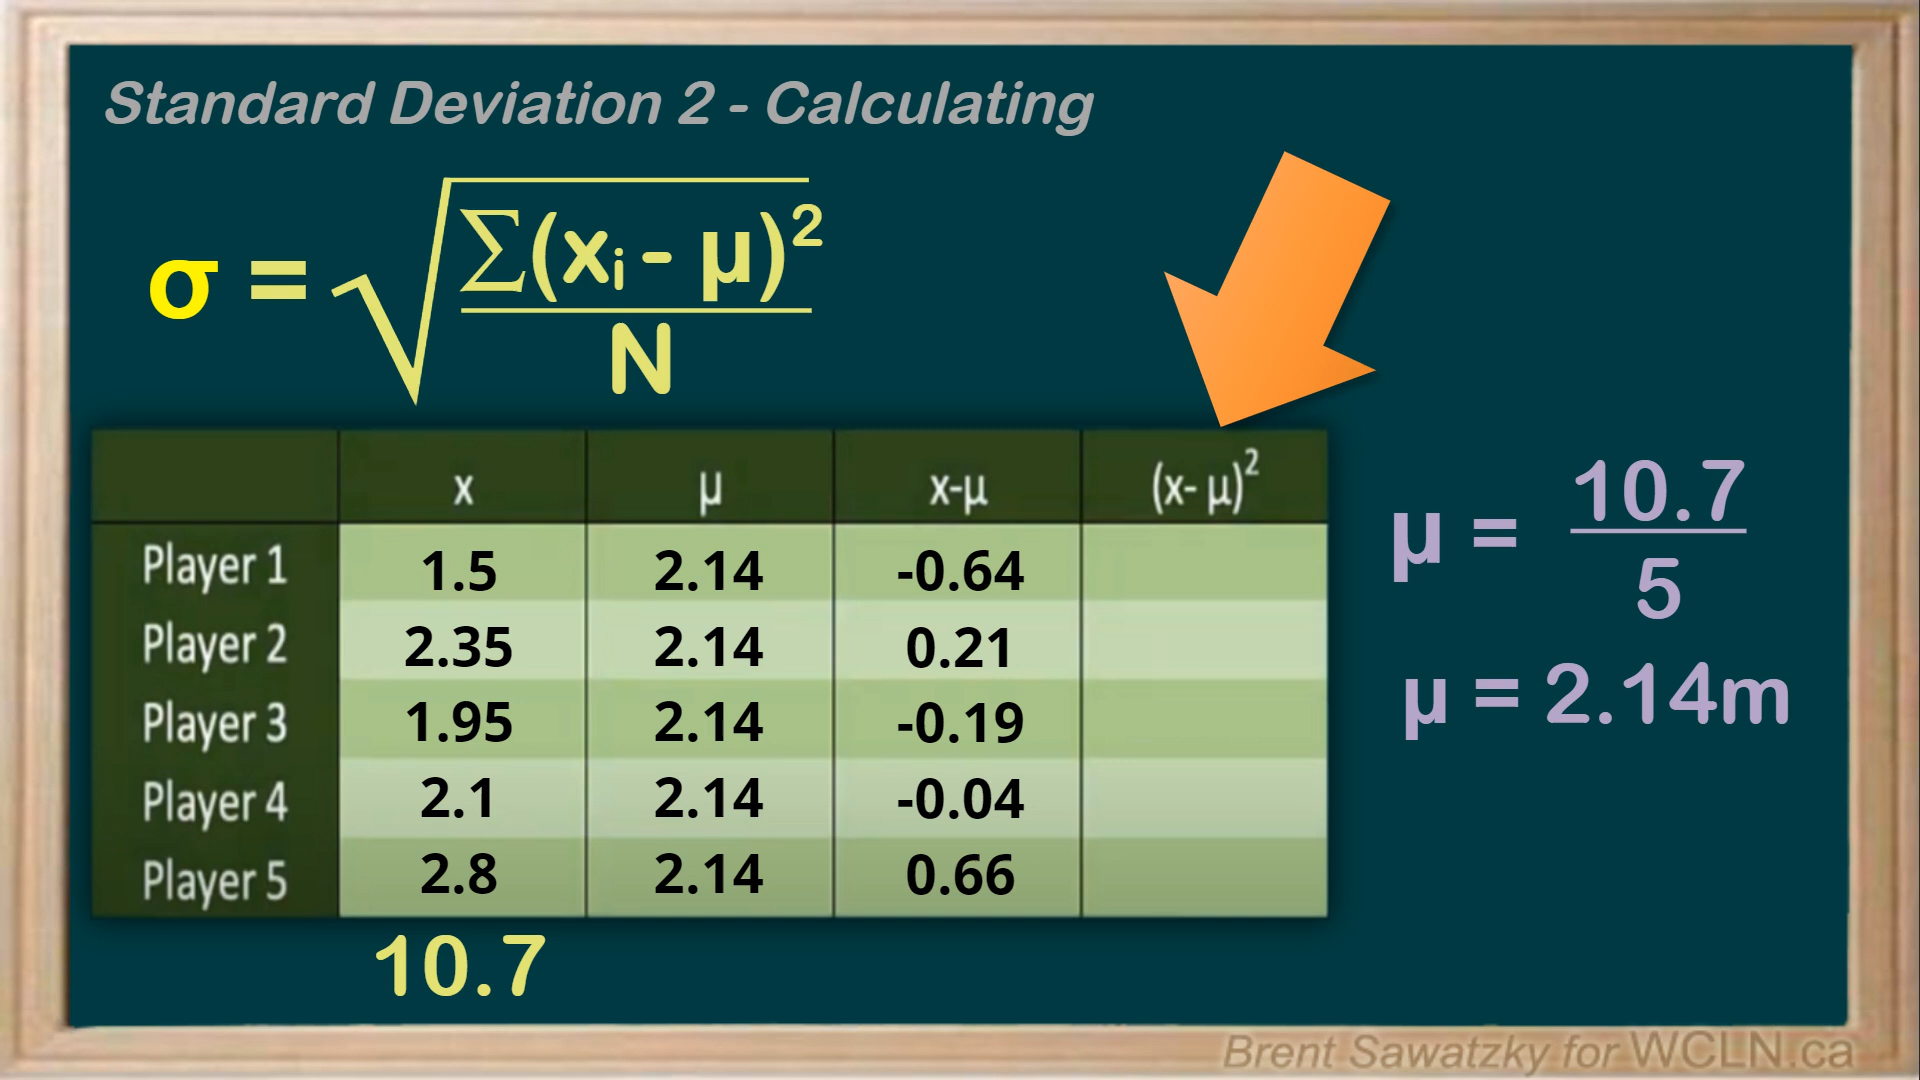 Standard Deviation 2 - Calculating
σ = √ Σ(xᵢ - μ)²
N
x μ x-μ (x- μ)²
Player 1 1.5 2.14 -0.64
Player 2 2.35 2.14 0.21
Player 3 1.95 2.14 -0.19
Player 4 2.1 2.14 -0.04
Player 5 2.8 2.14 0.66
10.7
μ = 10.7
5
μ = 2.14m
Brent Sawatzky for WCLN.ca